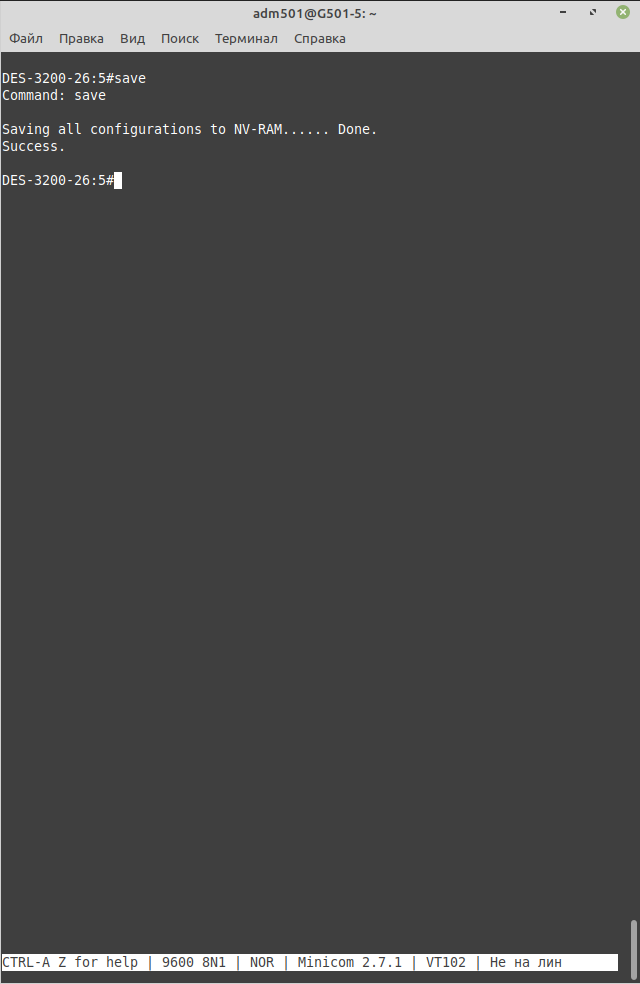 adm501@G501-5: ~
Файл Правка Вид Поиск Терминал Справка
DES-3200-26:5#save
Command: save
Saving all configurations to NV-RAM...... Done.
Success.
DES-3200-26:5#
CTRL-A Z for help | 9600 8N1 | NOR | Minicom 2.7.1 | VT102 | Не на лин